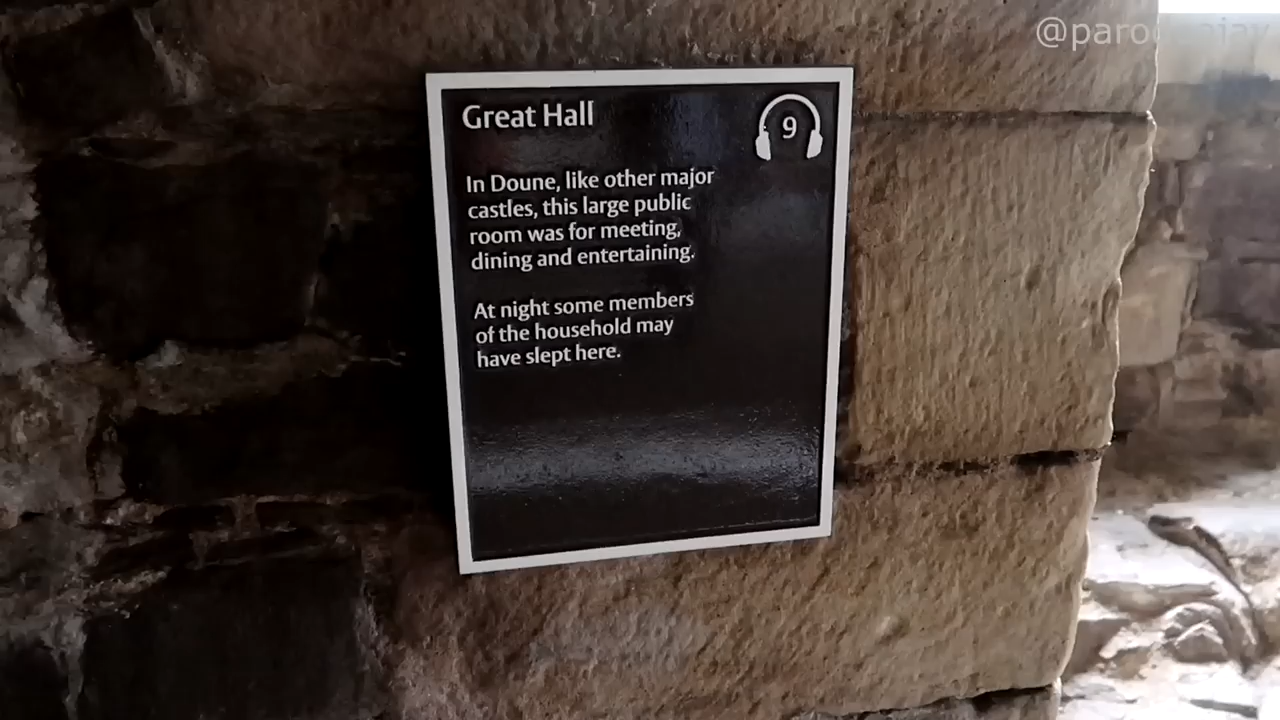 Great Hall
9
In Doune, like other major
castles, this large public
room was for meeting,
dining and entertaining.
At night some members
of the household may
have slept here.